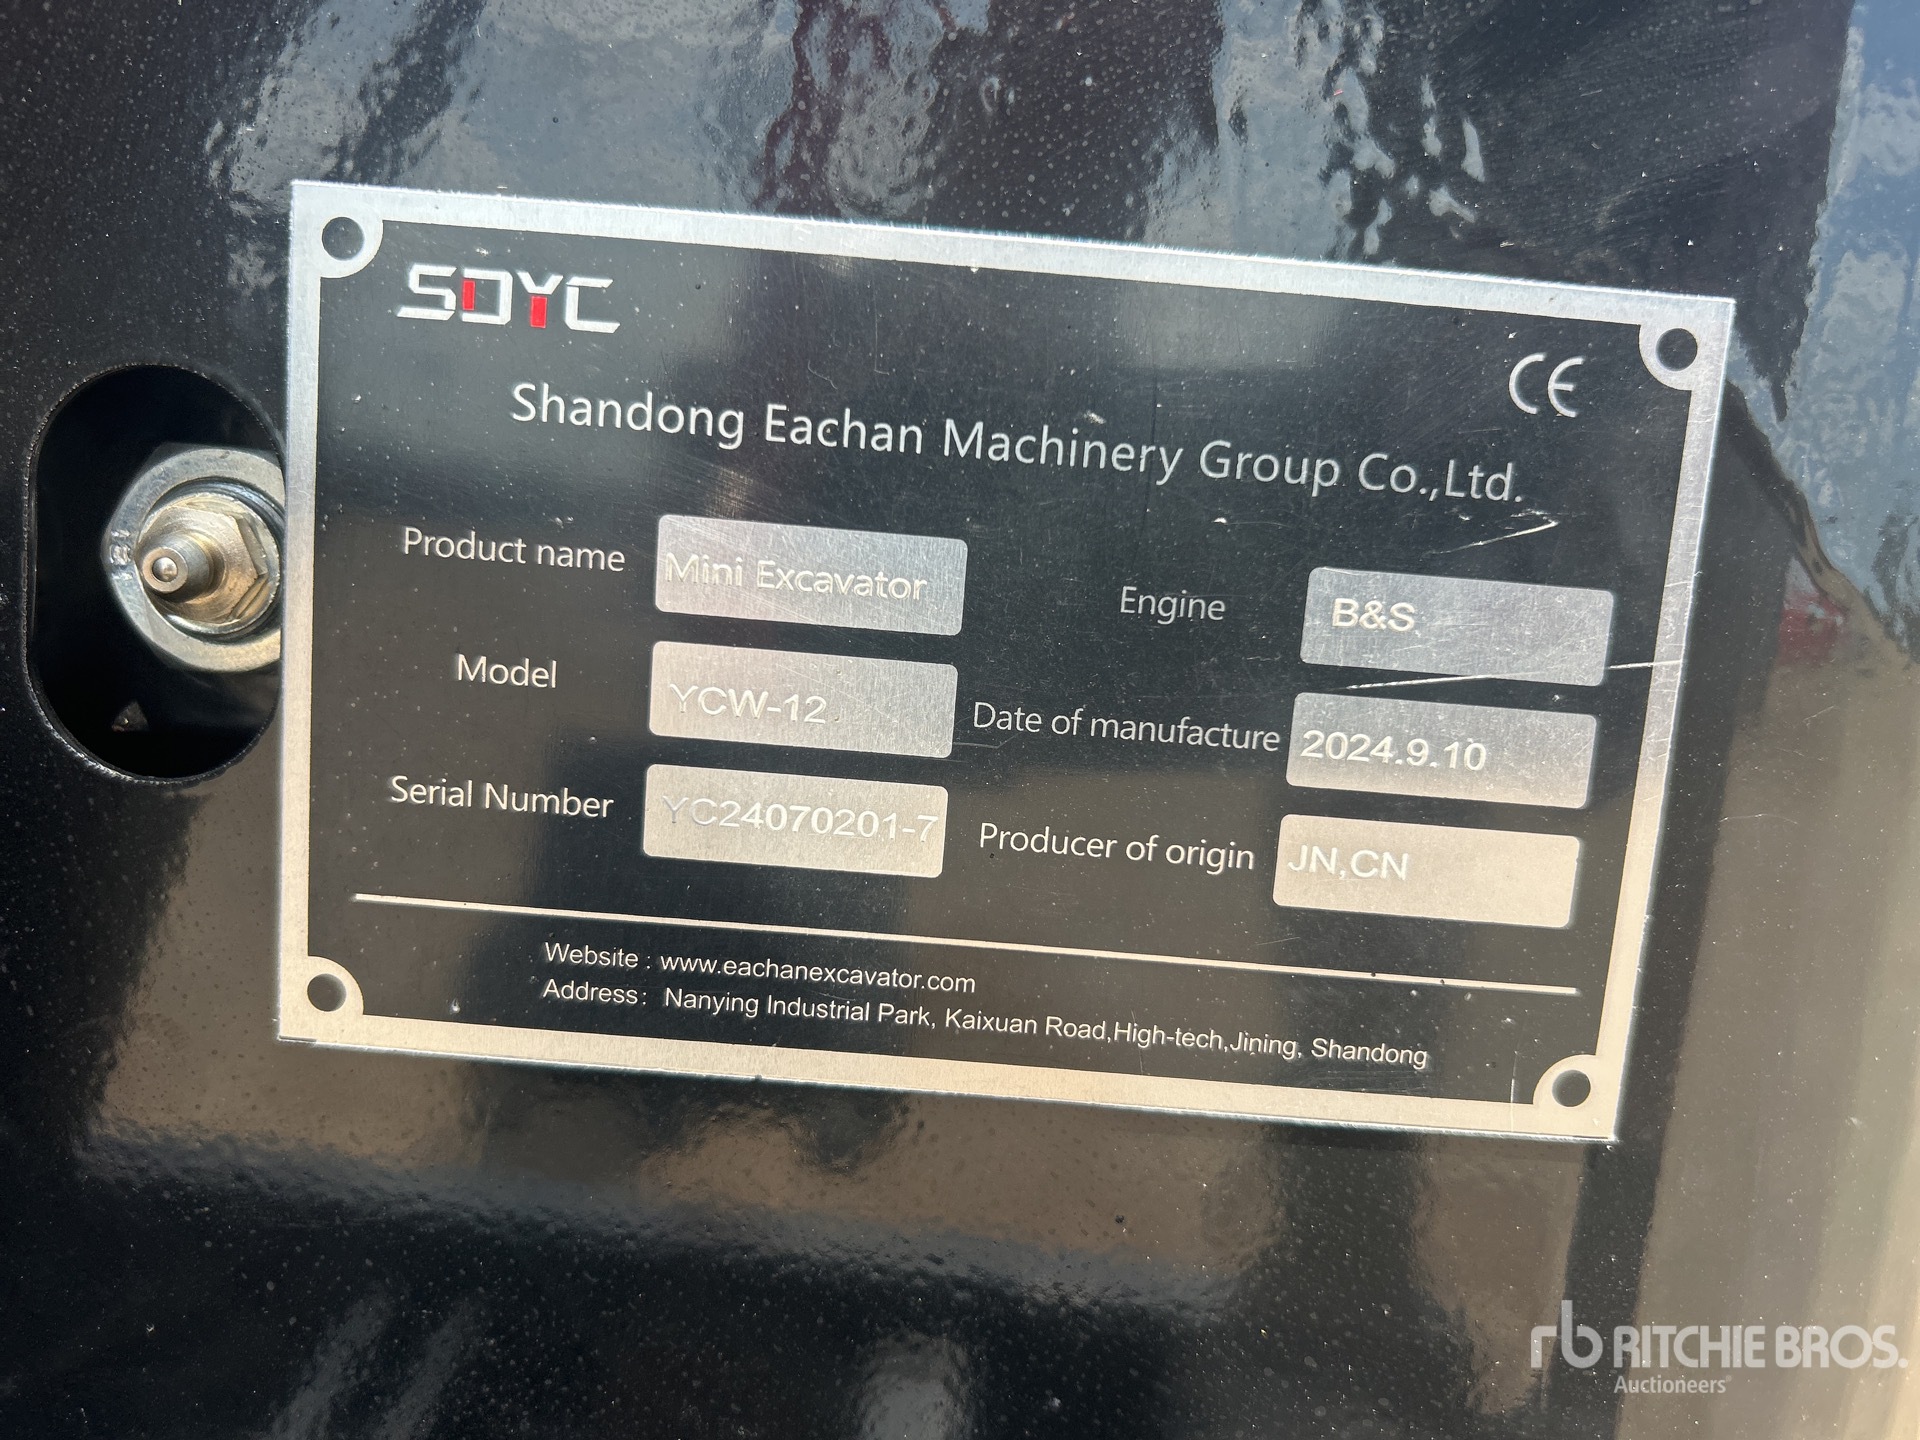 SDYC
CE
Shandong Eachan Machinery Group Co.,Ltd.
Product name Mini Excavator
Engine B&S
Model YCW-12
Date of manufacture 2024.9.10
Serial Number YC24070201-7
Producer of origin JN,CN
Website : www.eachanexcavator.com
Address: Nanying Industrial Park, Kaixuan Road,High-tech,Jining, Shandong
rb RITCHIE BROS.
Auctioneers